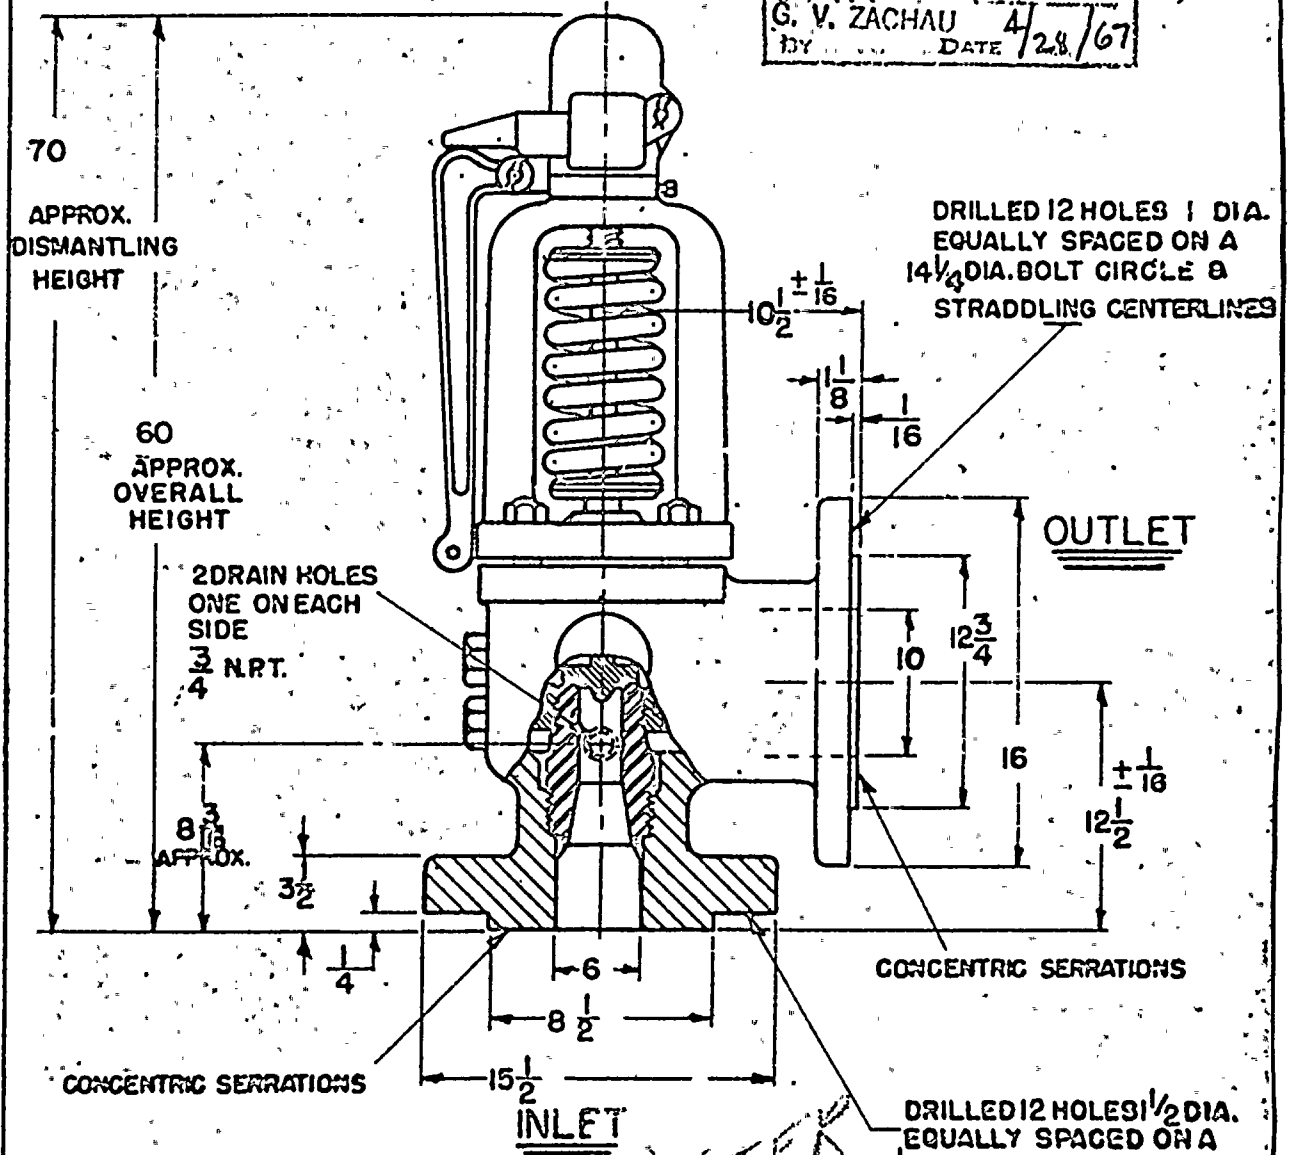 G. V. ZACHAU 4/28/67
BY DATE
70
APPROX.
DISMANTLING
HEIGHT
60
APPROX.
OVERALL
HEIGHT
DRILLED 12 HOLES 1 DIA.
EQUALLY SPACED ON A
14 1/4 DIA. BOLT CIRCLE &
STRADDLING CENTERLINES
10 1/2 ± 1/16
1 1/8
1/16
OUTLET
2 DRAIN HOLES
ONE ON EACH
SIDE
3/4 N.P.T.
10
12 3/4
16
12 1/2 ± 1/16
8
APPROX.
3 1/2
1/4
6
8 1/2
15 1/2
CONCENTRIC SERRATIONS
CONCENTRIC SERRATIONS
INLET
DRILLED 12 HOLES 1 1/2 DIA.
EQUALLY SPACED ON A